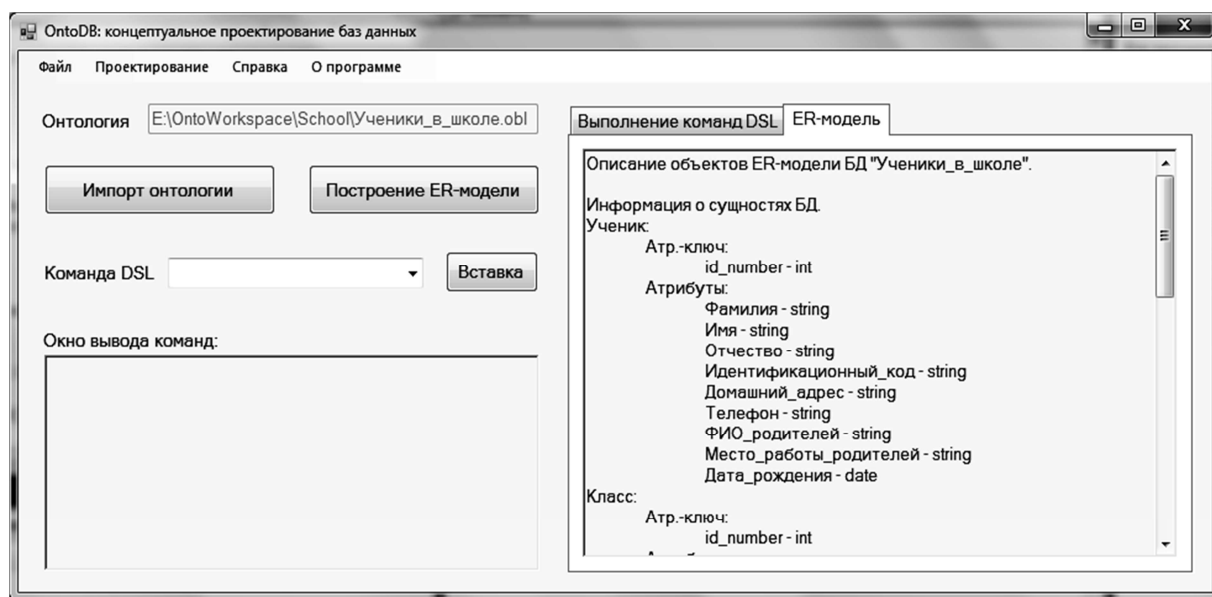 OntoDB: концептуальное проектирование баз данных
Файл Проектирование Справка О программе
Онтология E:\OntoWorkspace\School\Ученики_в_школе.obl
Импорт онтологии Построение ER-модели
Команда DSL Вставка
Окно вывода команд:
Выполнение команд DSL ER-модель
Описание объектов ER-модели БД "Ученики_в_школе".
Информация о сущностях БД.
Ученик:
Атр.-ключ:
id_number - int
Атрибуты:
Фамилия - string
Имя - string
Отчество - string
Идентификационный_код - string
Домашний_адрес - string
Телефон - string
ФИО_родителей - string
Место_работы_родителей - string
Дата_рождения - date
Класс:
Атр.-ключ:
id_number - int